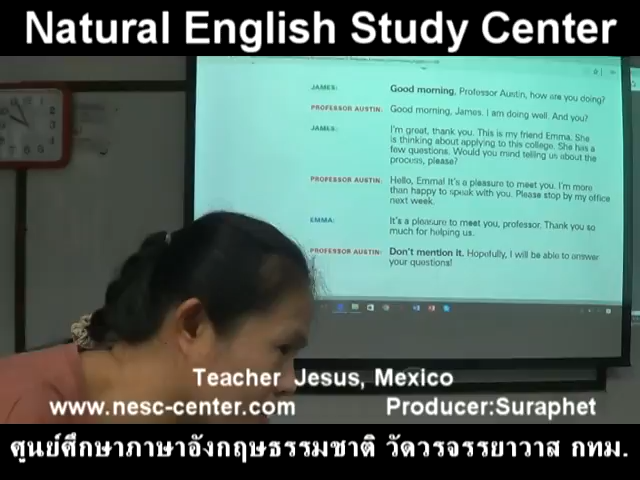 Natural English Study Center
JAMES: Good morning, Professor Austin, how are you doing?
PROFESSOR AUSTIN: Good morning, James. I am doing well. And you?
JAMES: I'm great, thank you. This is my friend Emma. She
is thinking about applying to this college. She has a
few questions. Would you mind telling us about the
process, please?
PROFESSOR AUSTIN: Hello, Emma! It's a pleasure to meet you. I'm more
than happy to speak with you. Please stop by my office
next week.
EMMA: It's a pleasure to meet you, professor. Thank you so
much for helping us.
PROFESSOR AUSTIN: Don't mention it. Hopefully, I will be able to answer
your questions!
Teacher Jesus, Mexico
www.nesc-center.com Producer:Suraphet
ศูนย์ศึกษาภาษาอังกฤษธรรมชาติ วัดวรจรรยาวาส กทม.